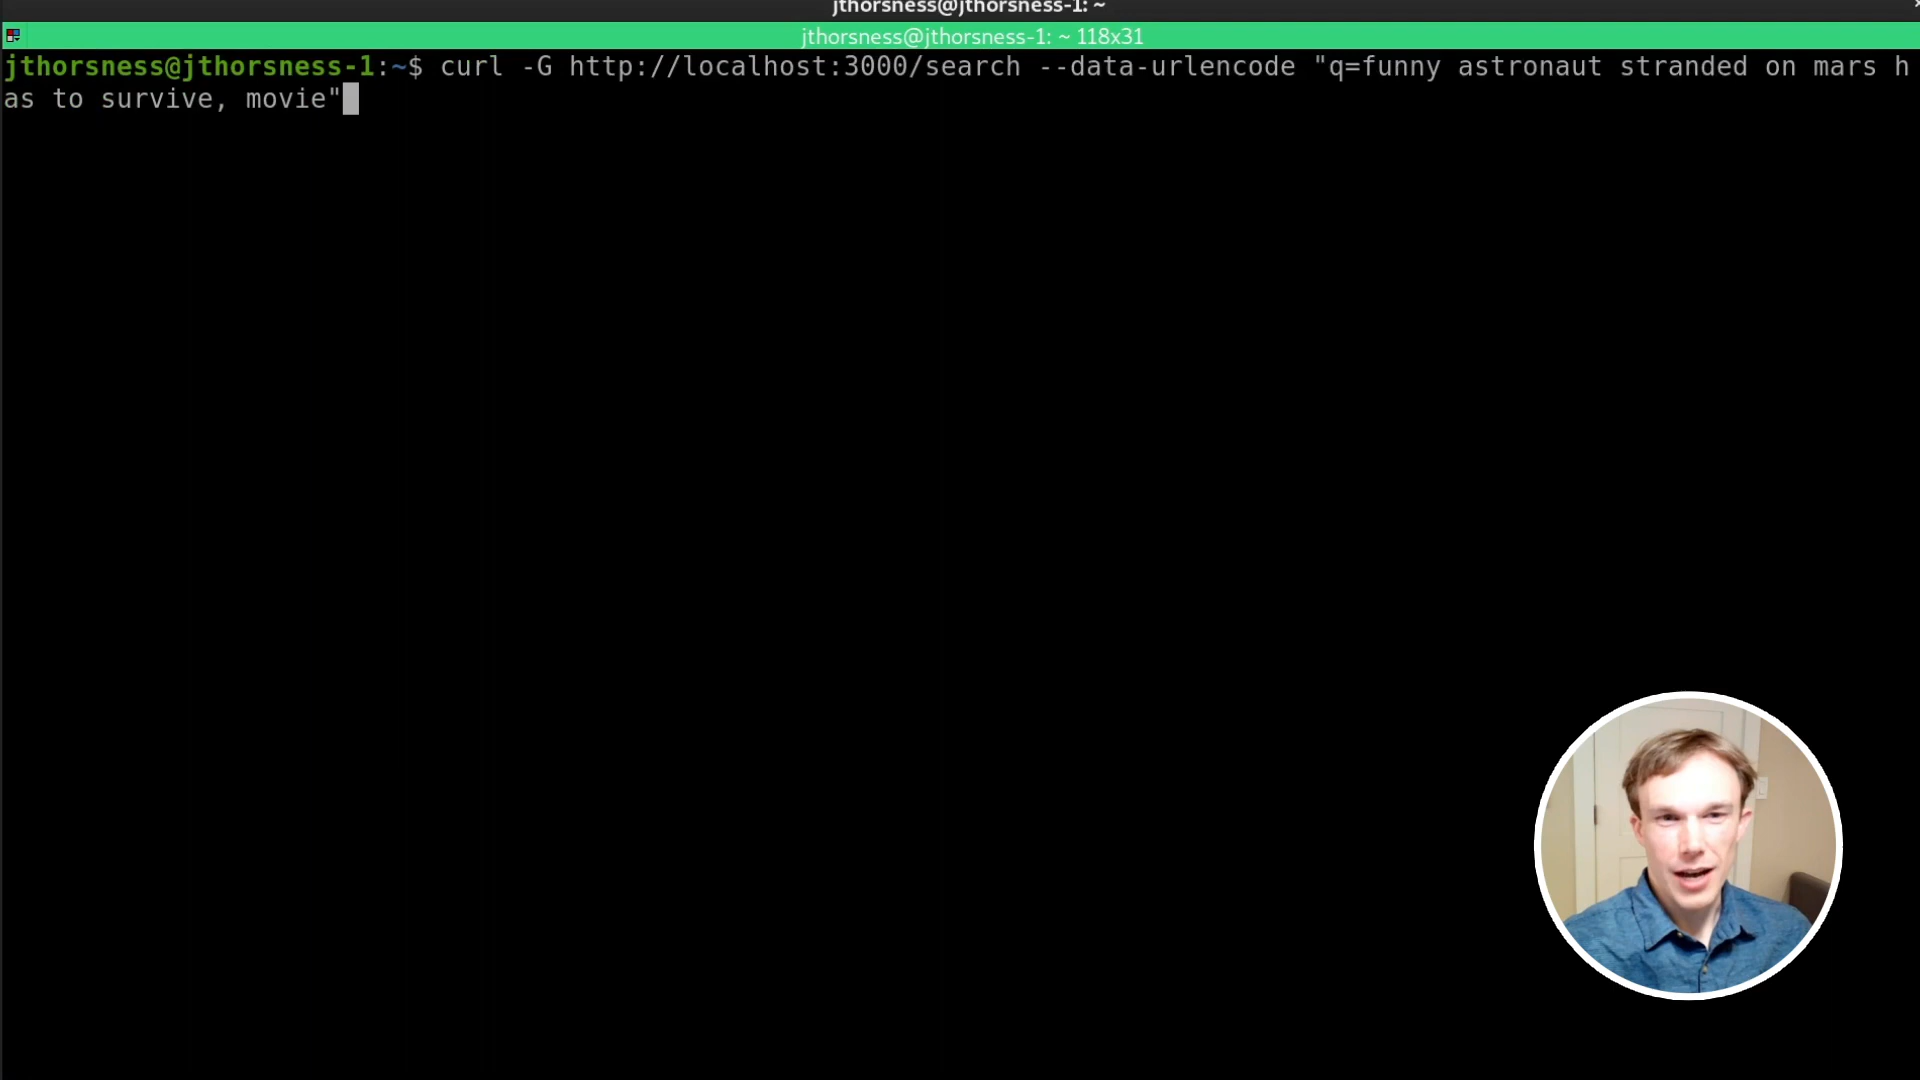 jthorsness@jthorsness-1: ~
jthorsness@jthorsness-1: ~ 118x31
jthorsness@jthorsness-1:~$ curl -G http://localhost:3000/search --data-urlencode "q=funny astronaut stranded on mars h
as to survive, movie"